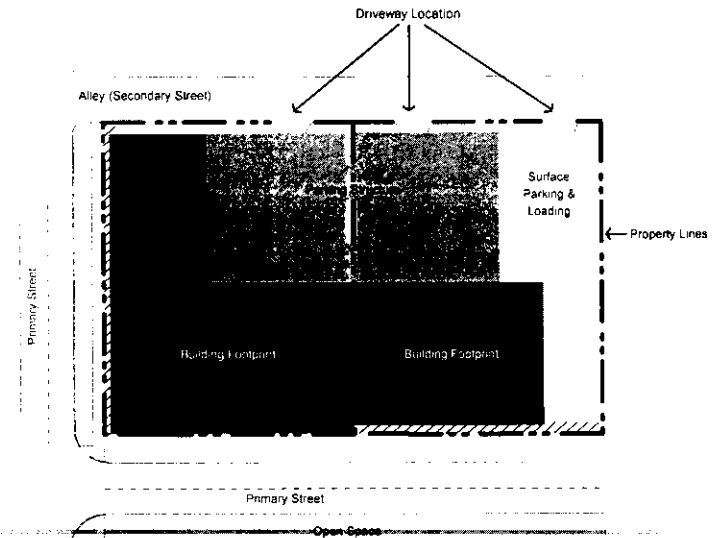 Driveway Location
Alley (Secondary Street)
Surface
Parking &
Loading
Property Lines
Primary Street
Building Footprint
Building Footprint
Primary Street
Open Space